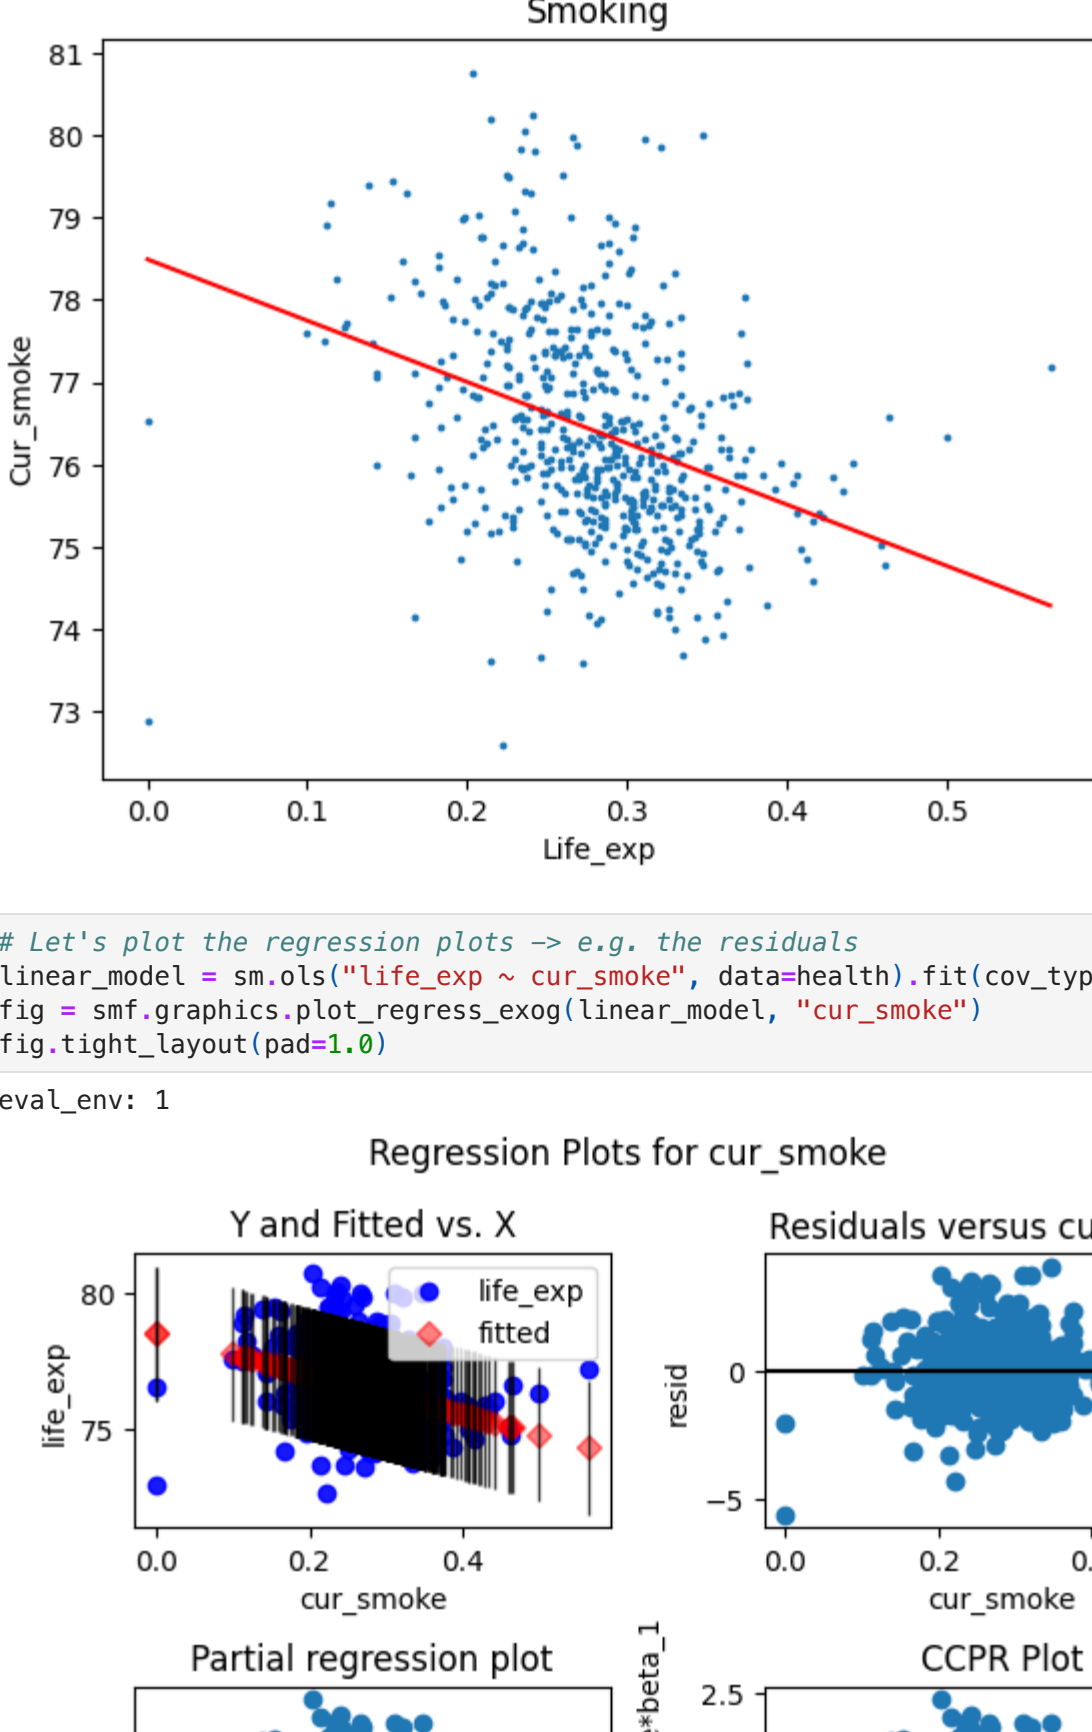 Smoking
81
80
79
78
77
76
75
74
73
Cur_smoke
0.0 0.1 0.2 0.3 0.4 0.5
Life_exp
# Let's plot the regression plots -> e.g. the residuals
linear_model = sm.ols("life_exp ~ cur_smoke", data=health).fit(cov_typ
fig = smf.graphics.plot_regress_exog(linear_model, "cur_smoke")
fig.tight_layout(pad=1.0)
eval_env: 1
Regression Plots for cur_smoke
Y and Fitted vs. X
life_exp
fitted
80
75
life_exp
0.0 0.2 0.4
cur_smoke
Residuals versus cu
0
−5
resid
0.0 0.2 0.
cur_smoke
Partial regression plot
CCPR Plot
e*beta_1
2.5